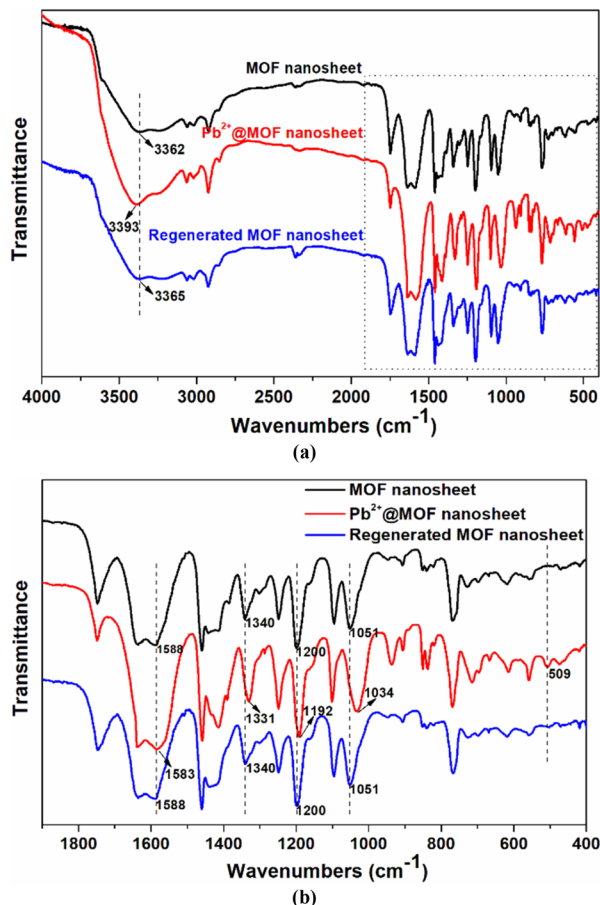 Transmittance
MOF nanosheet
Pb2+@MOF nanosheet
Regenerated MOF nanosheet
3362
3393
3365
4000 3500 3000 2500 2000 1500 1000 500
Wavenumbers (cm-1)
(a)
Transmittance
MOF nanosheet
Pb2+@MOF nanosheet
Regenerated MOF nanosheet
1588 1340 1200 1051
1583 1331 1192 1034 509
1588 1340 1200 1051
1800 1600 1400 1200 1000 800 600 400
Wavenumbers (cm-1)
(b)